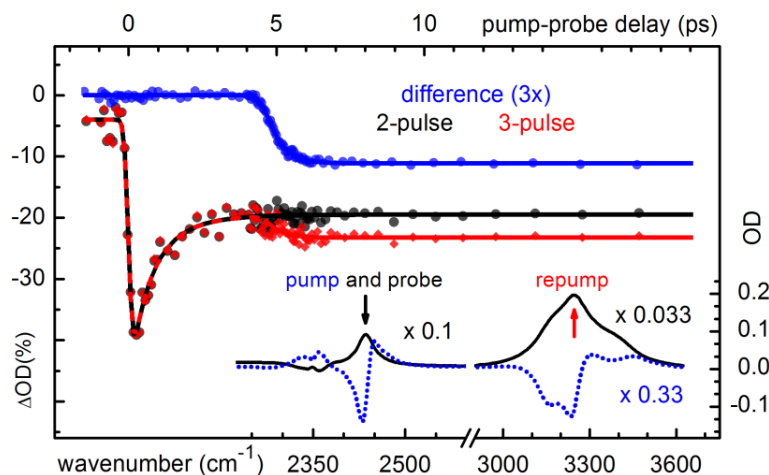 0 5 10 pump-probe delay (ps)
0
-10
-20
-30
ΔOD(%)
difference (3x)
2-pulse 3-pulse
pump and probe
repump
x 0.1
x 0.033
x 0.33
OD
0.2
0.1
0.0
-0.1
wavenumber (cm⁻¹) 2350 2500 3000 3300 3600